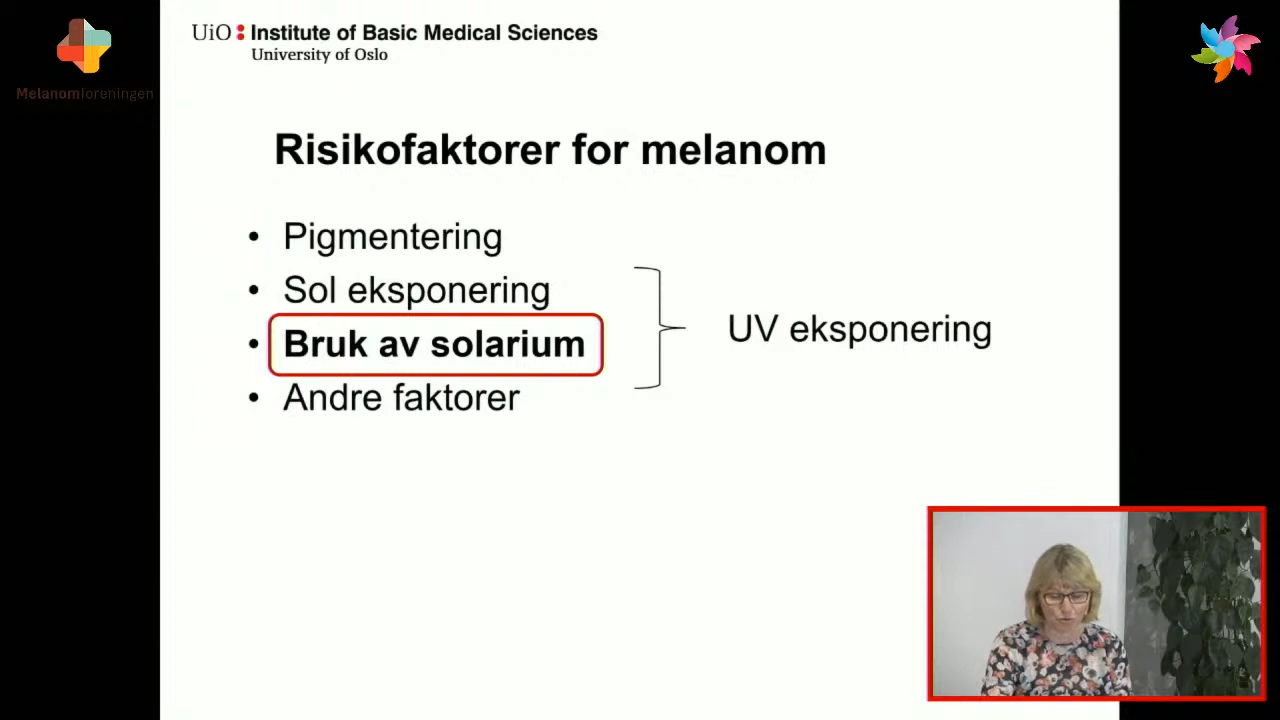 UiO: Institute of Basic Medical Sciences
University of Oslo
Melanomforeningen
Risikofaktorer for melanom
• Pigmentering
• Sol eksponering
• Bruk av solarium
• Andre faktorer
UV eksponering